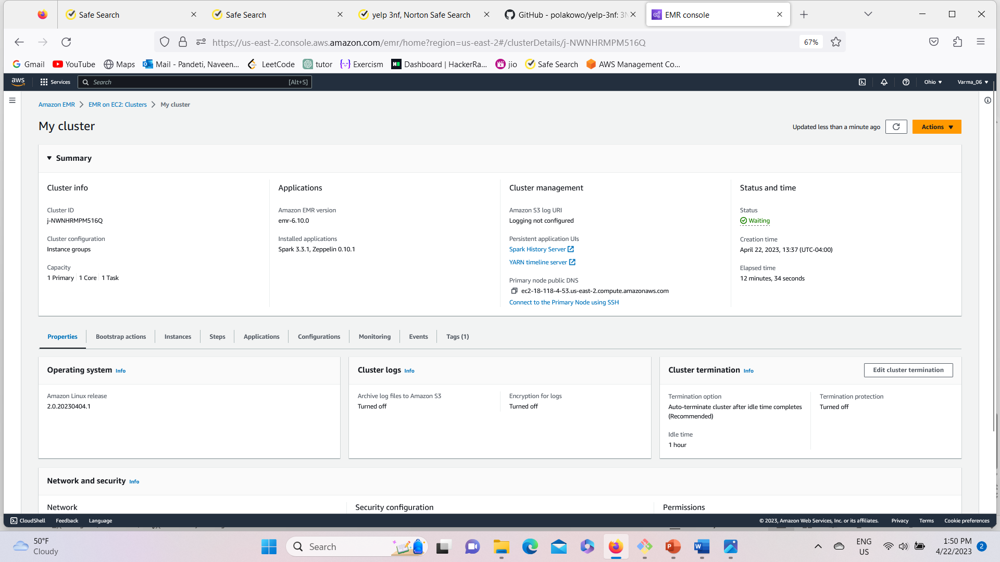 Safe Search
Safe Search
yelp 3nf, Norton Safe Search
GitHub - polakowo/yelp-3nf: 3N
EMR console
https://us-east-2.console.aws.amazon.com/emr/home?region=us-east-2#/clusterDetails/j-NWNHRMPM516Q
67%
Gmail
YouTube
Maps
Mail - Pandeti, Naveen...
LeetCode
tutor
Exercism
Dashboard | HackerRa...
jio
Safe Search
AWS Management Co...
aws
Services
Search
[Alt+S]
Ohio
Varma_06
Amazon EMR
EMR on EC2: Clusters
My cluster
My cluster
Updated less than a minute ago
Actions
Summary
Cluster info
Cluster ID
j-NWNHRMPM516Q
Cluster configuration
Instance groups
Capacity
1 Primary 1 Core 1 Task
Applications
Amazon EMR version
emr-6.10.0
Installed applications
Spark 3.3.1, Zeppelin 0.10.1
Cluster management
Amazon S3 log URI
Logging not configured
Persistent application UIs
Spark History Server
YARN timeline server
Primary node public DNS
ec2-18-118-4-53.us-east-2.compute.amazonaws.com
Connect to the Primary Node using SSH
Status and time
Status
Waiting
Creation time
April 22, 2023, 13:37 (UTC-04:00)
Elapsed time
12 minutes, 34 seconds
Properties
Bootstrap actions
Instances
Steps
Applications
Configurations
Monitoring
Events
Tags (1)
Operating system Info
Amazon Linux release
2.0.20230404.1
Cluster logs Info
Archive log files to Amazon S3
Turned off
Encryption for logs
Turned off
Cluster termination Info
Edit cluster termination
Termination option
Auto-terminate cluster after idle time completes
(Recommended)
Idle time
1 hour
Termination protection
Turned off
Network and security Info
Network
Security configuration
Permissions
CloudShell
Feedback
Language
© 2023, Amazon Web Services, Inc. or its affiliates.
Privacy
Terms
Cookie preferences
50°F
Cloudy
Search
ENG
US
1:50 PM
4/22/2023
2